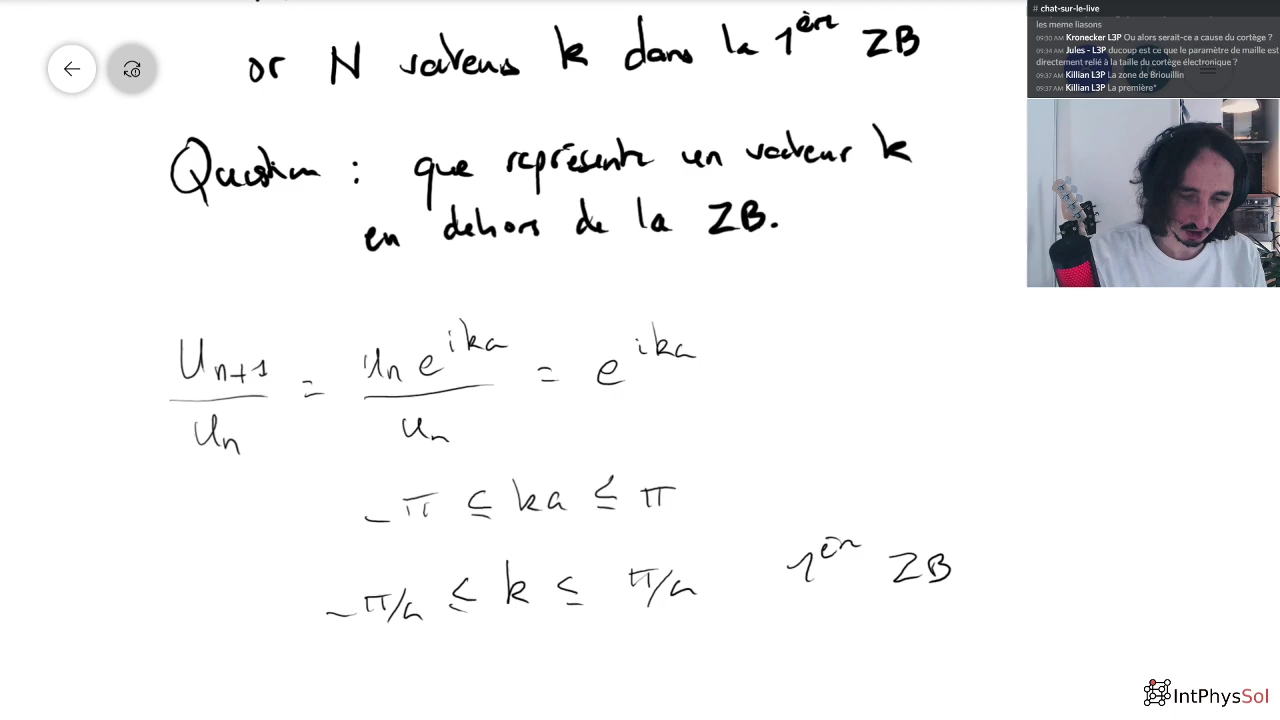 or N vecteurs k dans la 1ère ZB
Question : que représente un vecteur k
en dehors de la ZB.
U_{n+1} / u_n = u_n e^{ika} / u_n = e^{ika}
-π ≤ ka ≤ π
-π/a ≤ k ≤ π/a 1ère ZB
# chat-sur-le-live
les meme liasons
09:30 AM Kronecker L3P Ou alors serait-ce a cause du cortège ?
09:34 AM Jules - L3P ducoup est ce que le paramètre de maille est
directement relié à la taille du cortège électronique ?
09:37 AM Killian L3P La zone de Briouillin
09:37 AM Killian L3P La première*
IntPhysSol